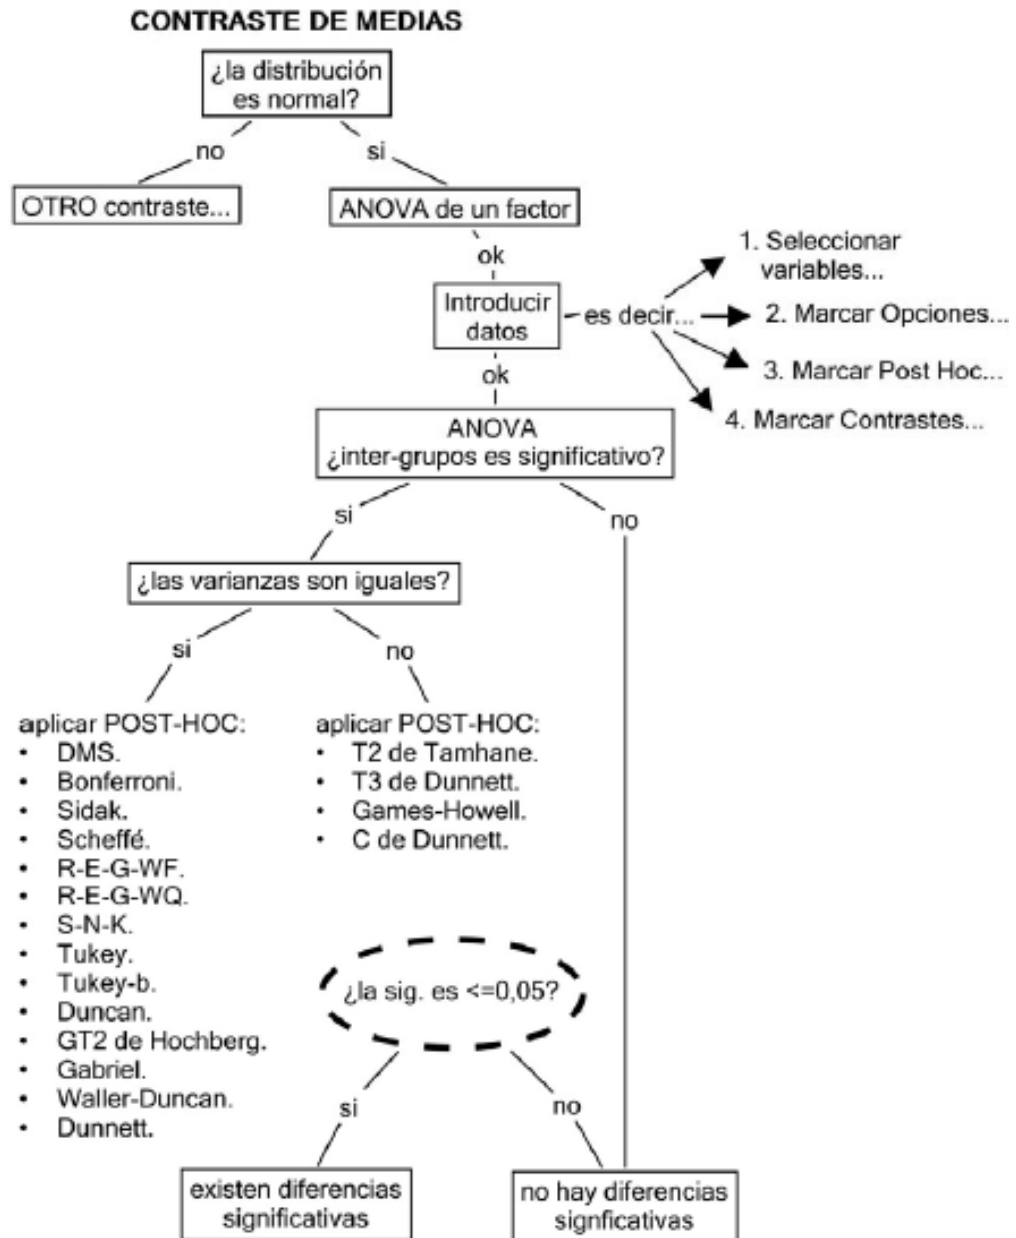 CONTRASTE DE MEDIAS
¿la distribución
es normal?
no
si
OTRO contraste...
ANOVA de un factor
ok
Introducir
datos
es decir...
1. Seleccionar
variables...
2. Marcar Opciones...
3. Marcar Post Hoc...
4. Marcar Contrastes...
ok
ANOVA
¿inter-grupos es significativo?
si
no
¿las varianzas son iguales?
si
no
aplicar POST-HOC:
• DMS.
• Bonferroni.
• Sidak.
• Scheffé.
• R-E-G-WF.
• R-E-G-WQ.
• S-N-K.
• Tukey.
• Tukey-b.
• Duncan.
• GT2 de Hochberg.
• Gabriel.
• Waller-Duncan.
• Dunnett.
aplicar POST-HOC:
• T2 de Tamhane.
• T3 de Dunnett.
• Games-Howell.
• C de Dunnett.
¿la sig. es <=0,05?
si
no
existen diferencias
significativas
no hay diferencias
signficativas